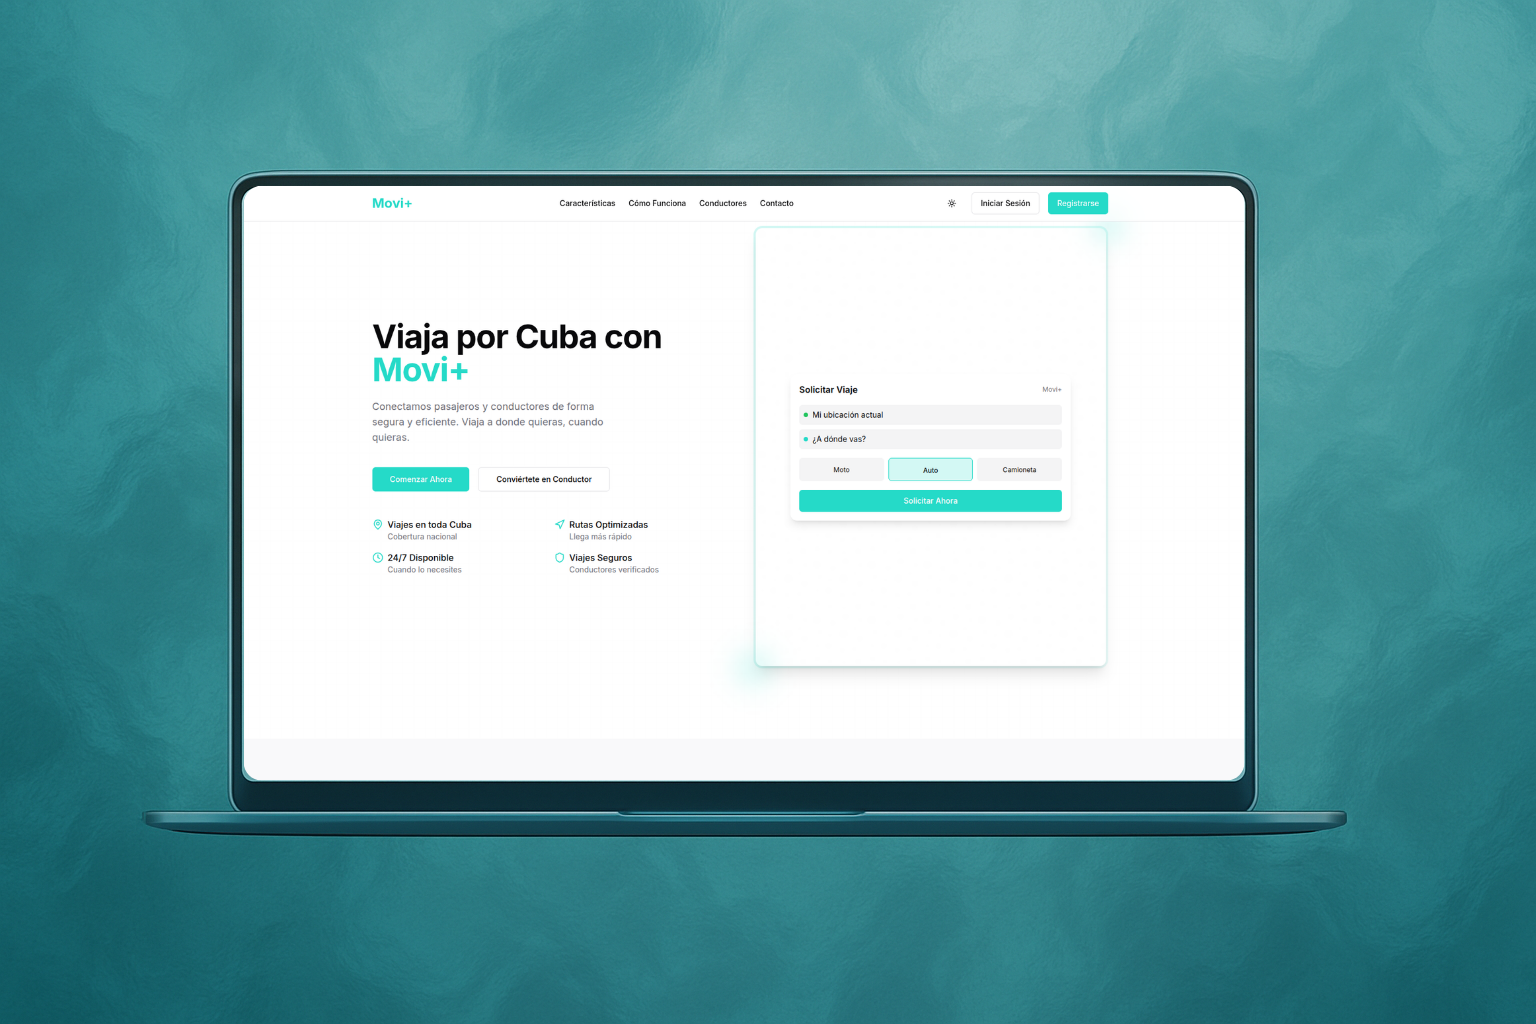 Movi+
Características
Cómo Funciona
Conductores
Contacto
Iniciar Sesión
Registrarse
Viaja por Cuba con
Movi+
Conectamos pasajeros y conductores de forma
segura y eficiente. Viaja a donde quieras, cuando
quieras.
Comenzar Ahora
Conviértete en Conductor
Viajes en toda Cuba
Cobertura nacional
Rutas Optimizadas
Llega más rápido
24/7 Disponible
Cuando lo necesites
Viajes Seguros
Conductores verificados
Solicitar Viaje
Movi+
Mi ubicación actual
¿A dónde vas?
Moto
Auto
Camioneta
Solicitar Ahora